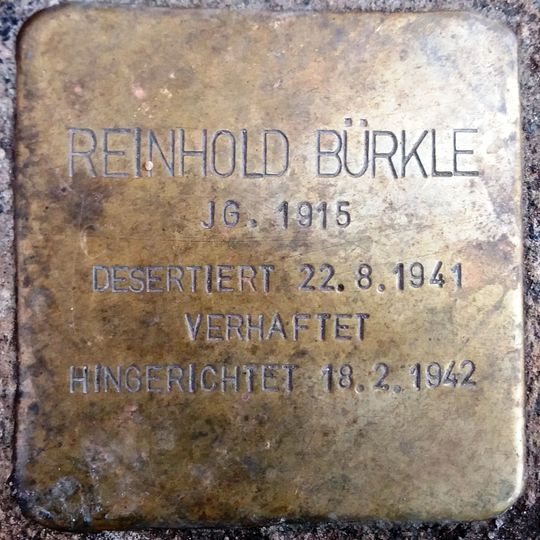 REINHOLD BÜRKLE
JG. 1915
DESERTIERT 22.8.1941
VERHAFTET
HINGERICHTET 18.2.1942